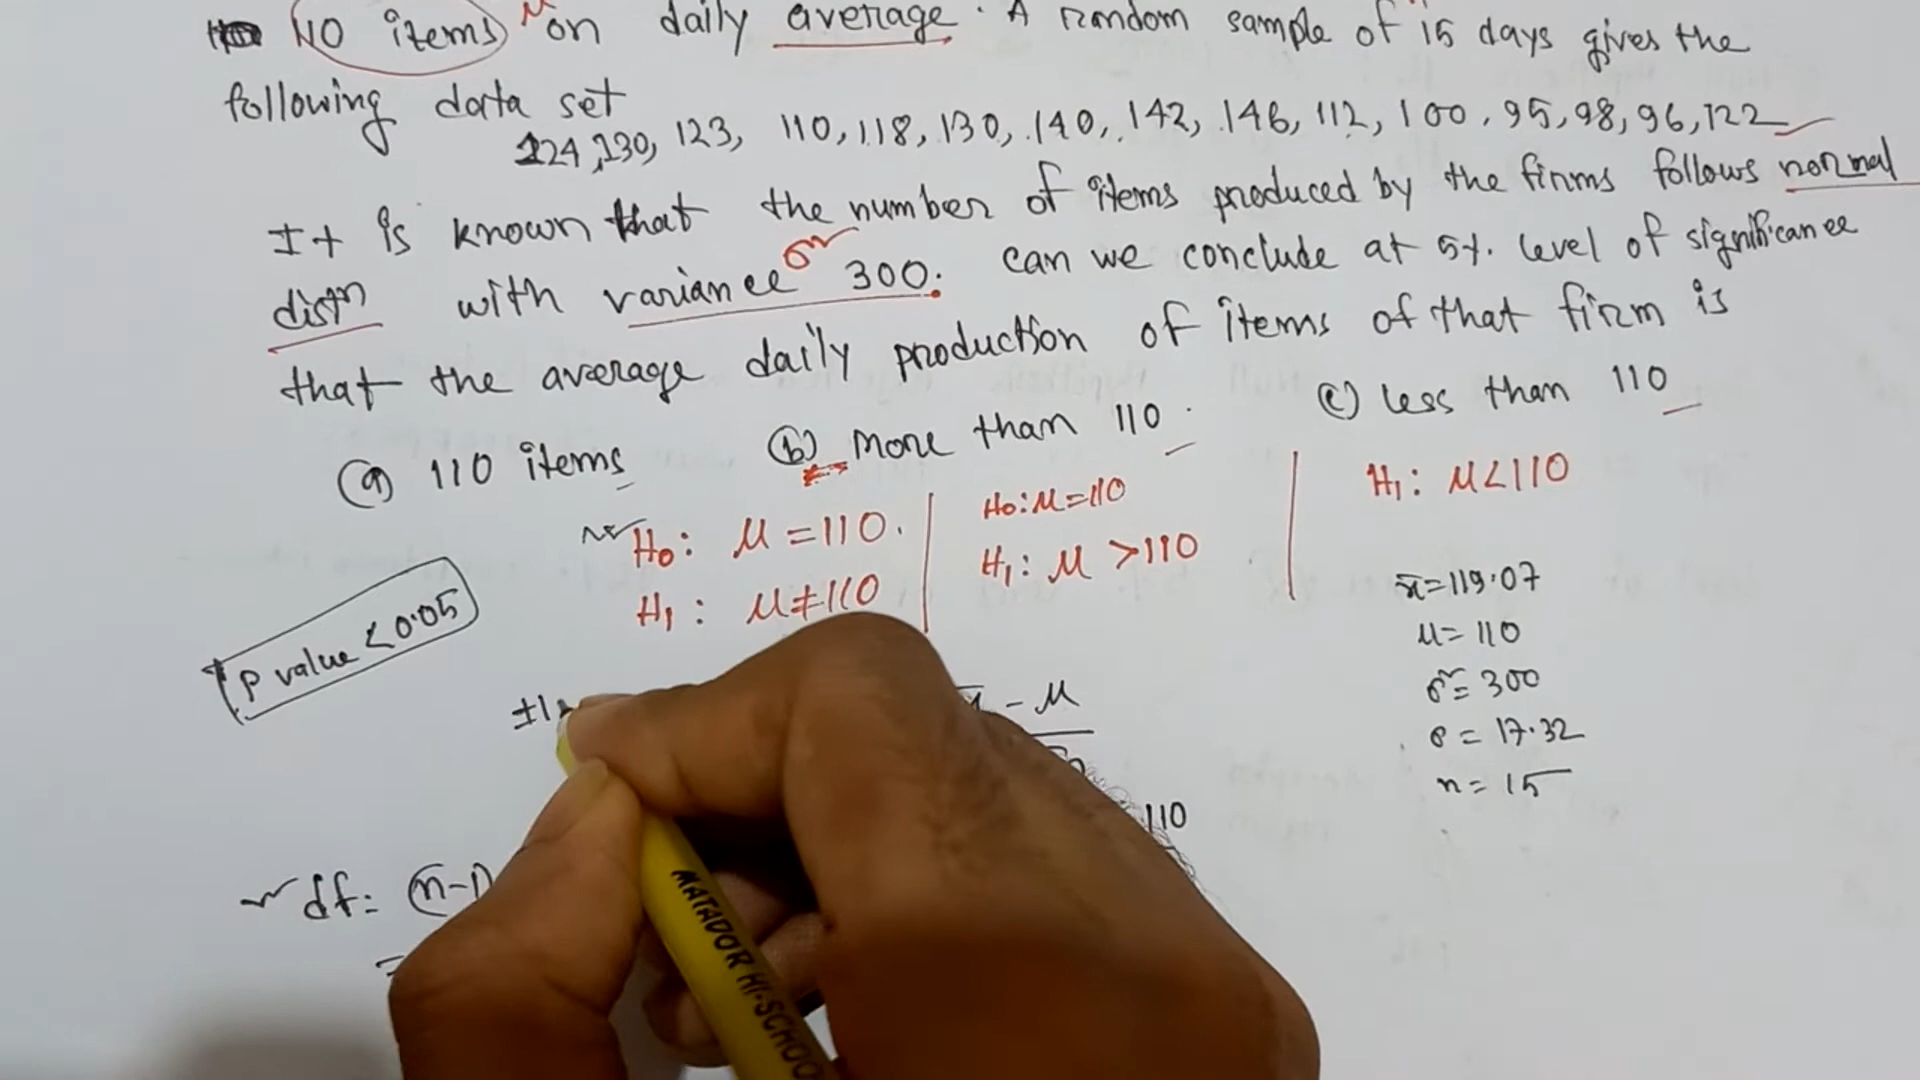 110 items on daily average. A random sample of 15 days gives the
following data set
124, 130, 123, 110, 118, 130, 140, 142, 146, 112, 100, 95, 98, 96, 122
It is known that the number of items produced by the firms follows normal
distn with variance σ² 300. can we conclude at 5%. level of significance
that the average daily production of items of that firm is
(a) 110 items (b) more than 110. (c) less than 110
H₀: μ = 110.
H₁: μ ≠ 110
H₀: μ = 110
H₁: μ > 110
H₁: μ < 110
P value < 0.05
x̄ = 119.07
μ = 110
σ² = 300
σ = 17.32
n = 15
±1
- μ
110
df = (n-1)
=
MATADOR HI-SCHOO